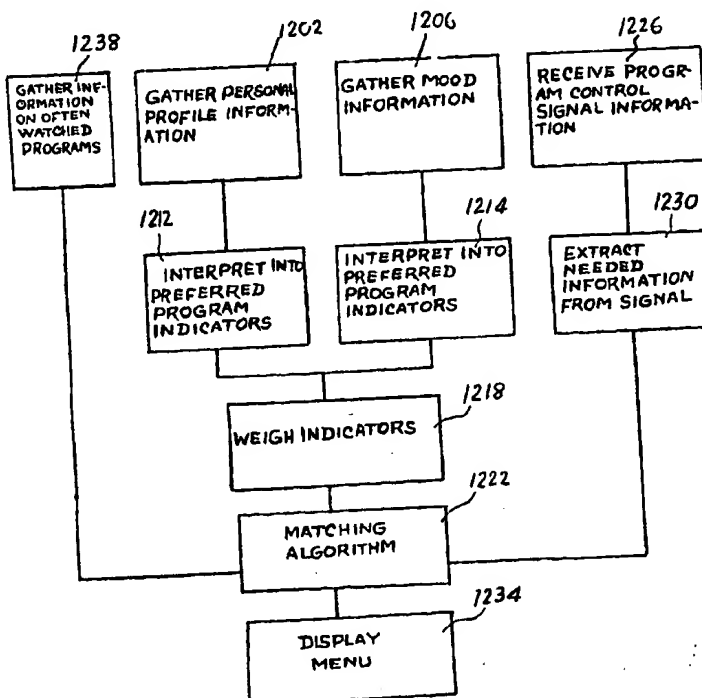 1238
GATHER INF-
ORMATION
ON OFTEN
WATCHED
PROGRAMS
1202
GATHER PERSONAL
PROFILE INFORM-
ATION
1206
GATHER MOOD
INFORMATION
1226
RECEIVE PROGR-
AM CONTROL
SIGNAL INFORMA-
TION
1212
INTERPRET INTO
PREFERRED
PROGRAM
INDICATORS
1214
INTERPRET INTO
PREFERRED
PROGRAM
INDICATORS
1230
EXTRACT
NEEDED
INFORMATION
FROM SIGNAL
1218
WEIGH INDICATORS
1222
MATCHING
ALGORITHM
1234
DISPLAY
MENU